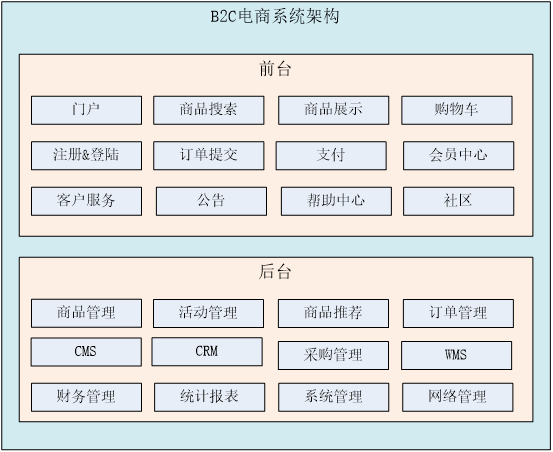 B2C电商系统架构
前台
门户 商品搜索 商品展示 购物车
注册&登陆 订单提交 支付 会员中心
客户服务 公告 帮助中心 社区
后台
商品管理 活动管理 商品推荐 订单管理
CMS CRM 采购管理 WMS
财务管理 统计报表 系统管理 网络管理